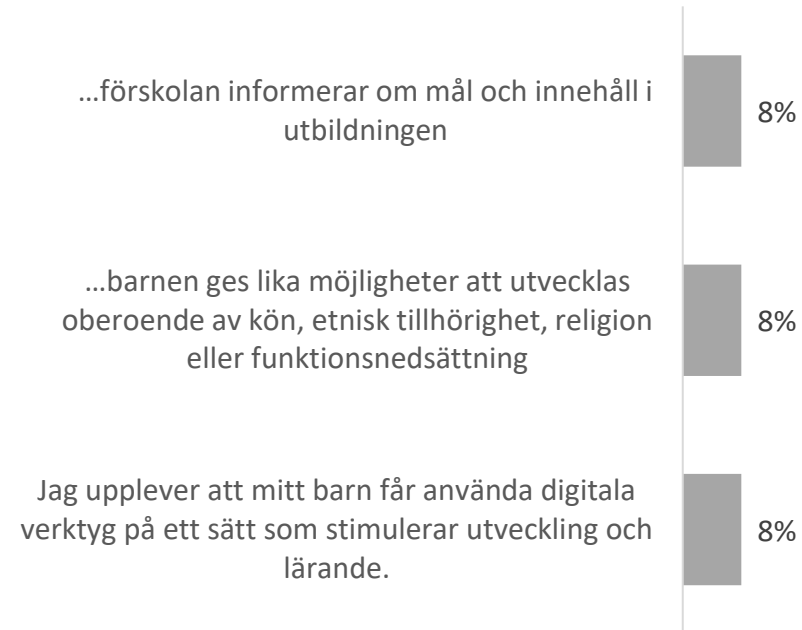 …förskolan informerar om mål och innehåll i
utbildningen
8%
…barnen ges lika möjligheter att utvecklas
oberoende av kön, etnisk tillhörighet, religion
eller funktionsnedsättning
8%
Jag upplever att mitt barn får använda digitala
verktyg på ett sätt som stimulerar utveckling och
lärande.
8%